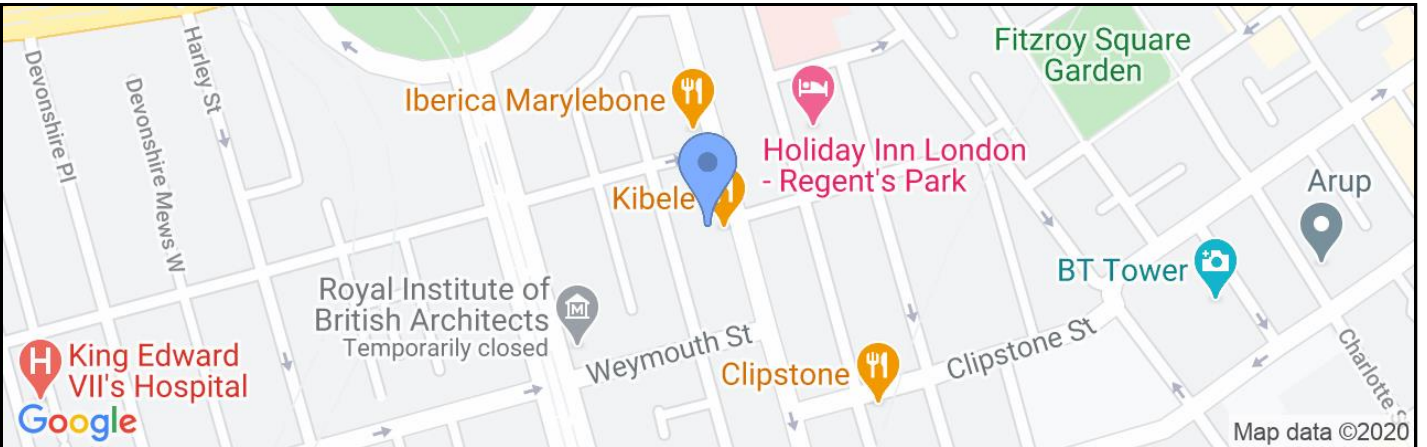 Devonshire Pl
Devonshire Mews W
Harley St
Iberica Marylebone
Fitzroy Square
Garden
Holiday Inn London
- Regent's Park
Kibele
Arup
BT Tower
Royal Institute of
British Architects
Temporarily closed
Weymouth St
Clipstone
Clipstone St
Charlotte
H
King Edward
VII's Hospital
Google
Map data ©2020